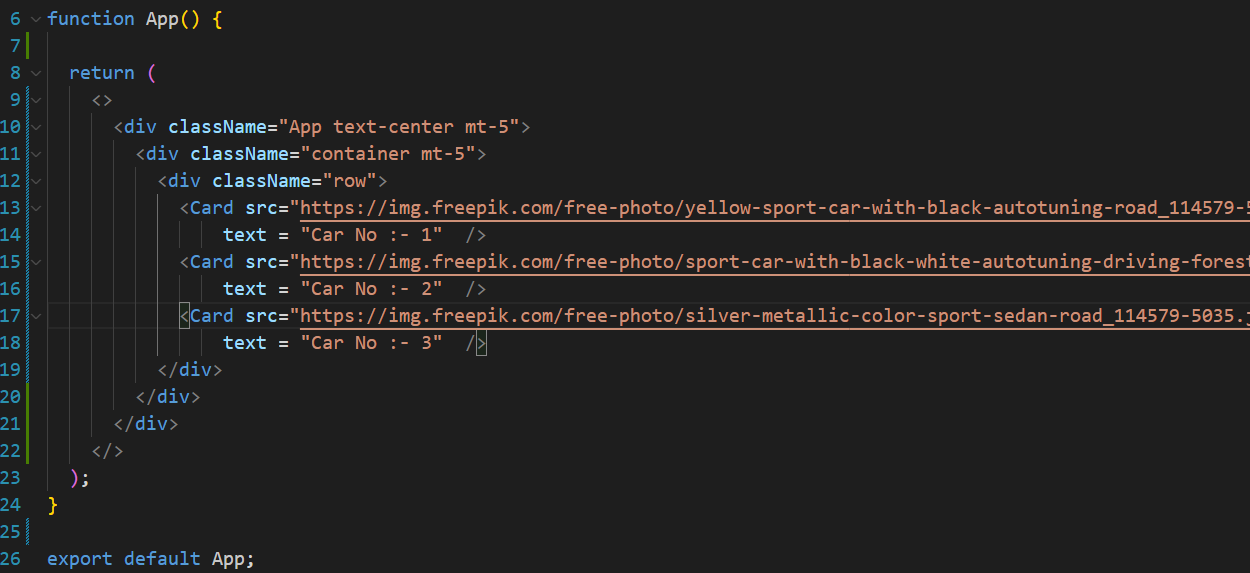 6 function App() {
7
8 return (
9 <>
10 <div className="App text-center mt-5">
11 <div className="container mt-5">
12 <div className="row">
13 <Card src="https://img.freepik.com/free-photo/yellow-sport-car-with-black-autotuning-road_114579-5
14 text = "Car No :- 1" />
15 <Card src="https://img.freepik.com/free-photo/sport-car-with-black-white-autotuning-driving-forest
16 text = "Car No :- 2" />
17 <Card src="https://img.freepik.com/free-photo/silver-metallic-color-sport-sedan-road_114579-5035.j
18 text = "Car No :- 3" />
19 </div>
20 </div>
21 </div>
22 </>
23 );
24 }
25
26 export default App;